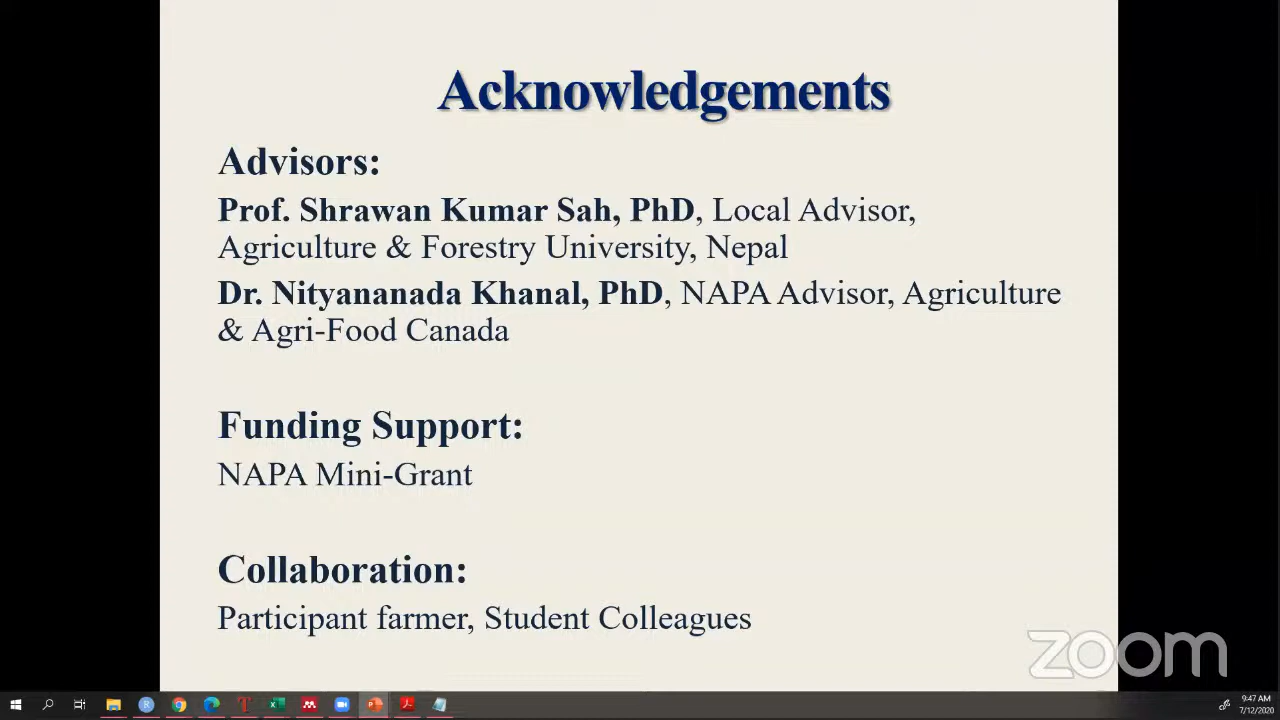 Acknowledgements
Advisors:
Prof. Shrawan Kumar Sah, PhD, Local Advisor,
Agriculture & Forestry University, Nepal
Dr. Nityananada Khanal, PhD, NAPA Advisor, Agriculture
& Agri-Food Canada
Funding Support:
NAPA Mini-Grant
Collaboration:
Participant farmer, Student Colleagues
zoom
9:47 AM
7/12/2020